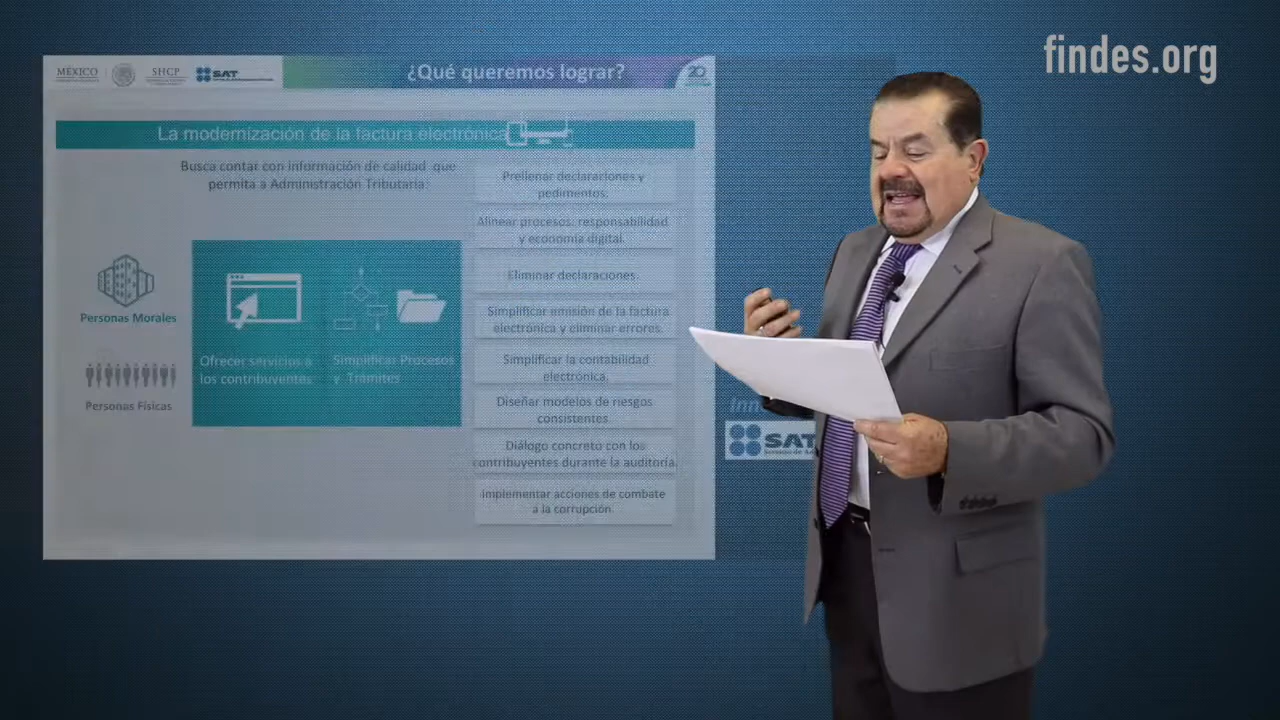 findes.org
MÉXICO
SHCP
SAT
¿Qué queremos lograr?
20
La modernización de la factura electrónica
Busca contar con información de calidad que
permita a Administración Tributaria:
Personas Morales
Personas Físicas
Ofrecer servicios a
los contribuyentes
Simplificar Procesos
y Trámites
Prellenar declaraciones y
pedimentos.
Alinear procesos: responsabilidad
y economía digital.
Eliminar declaraciones.
Simplificar emisión de la factura
electrónica y eliminar errores.
Simplificar la contabilidad
electrónica.
Diseñar modelos de riesgos
consistentes.
Diálogo concreto con los
contribuyentes durante la auditoría.
Implementar acciones de combate
a la corrupción.
SAT